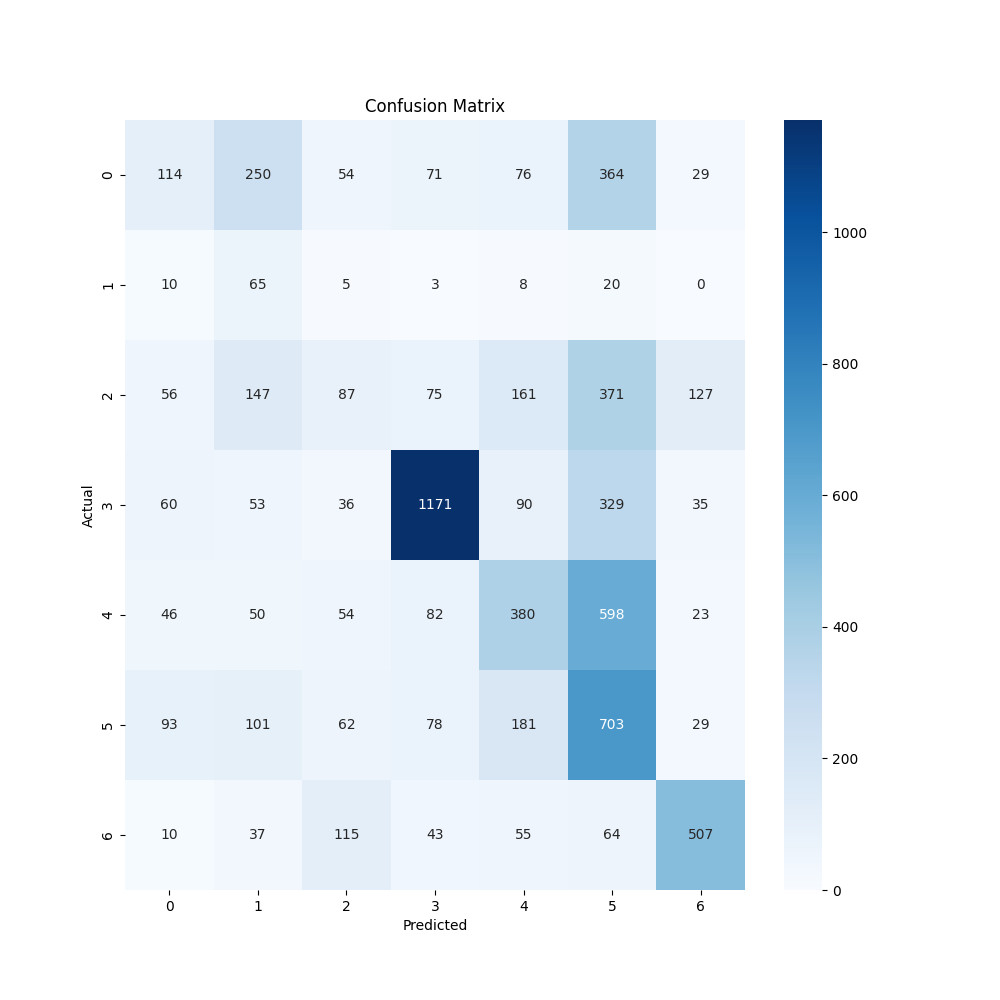 Confusion Matrix
0 114 250 54 71 76 364 29
1 10 65 5 3 8 20 0
2 56 147 87 75 161 371 127
3 60 53 36 1171 90 329 35
4 46 50 54 82 380 598 23
5 93 101 62 78 181 703 29
6 10 37 115 43 55 64 507
0 1 2 3 4 5 6
Predicted
Actual
1000
800
600
400
200
0